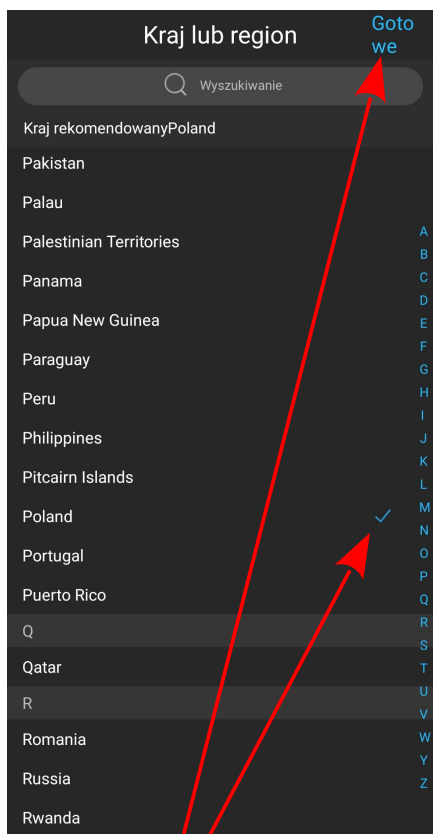 Kraj lub region
Goto
we
Wyszukiwanie
Kraj rekomendowanyPoland
Pakistan
Palau
Palestinian Territories
Panama
Papua New Guinea
Paraguay
Peru
Philippines
Pitcairn Islands
Poland
Portugal
Puerto Rico
Q
Qatar
R
Romania
Russia
Rwanda
A
B
C
D
E
F
G
H
I
J
K
L
M
N
O
P
Q
R
S
T
U
V
W
Y
Z